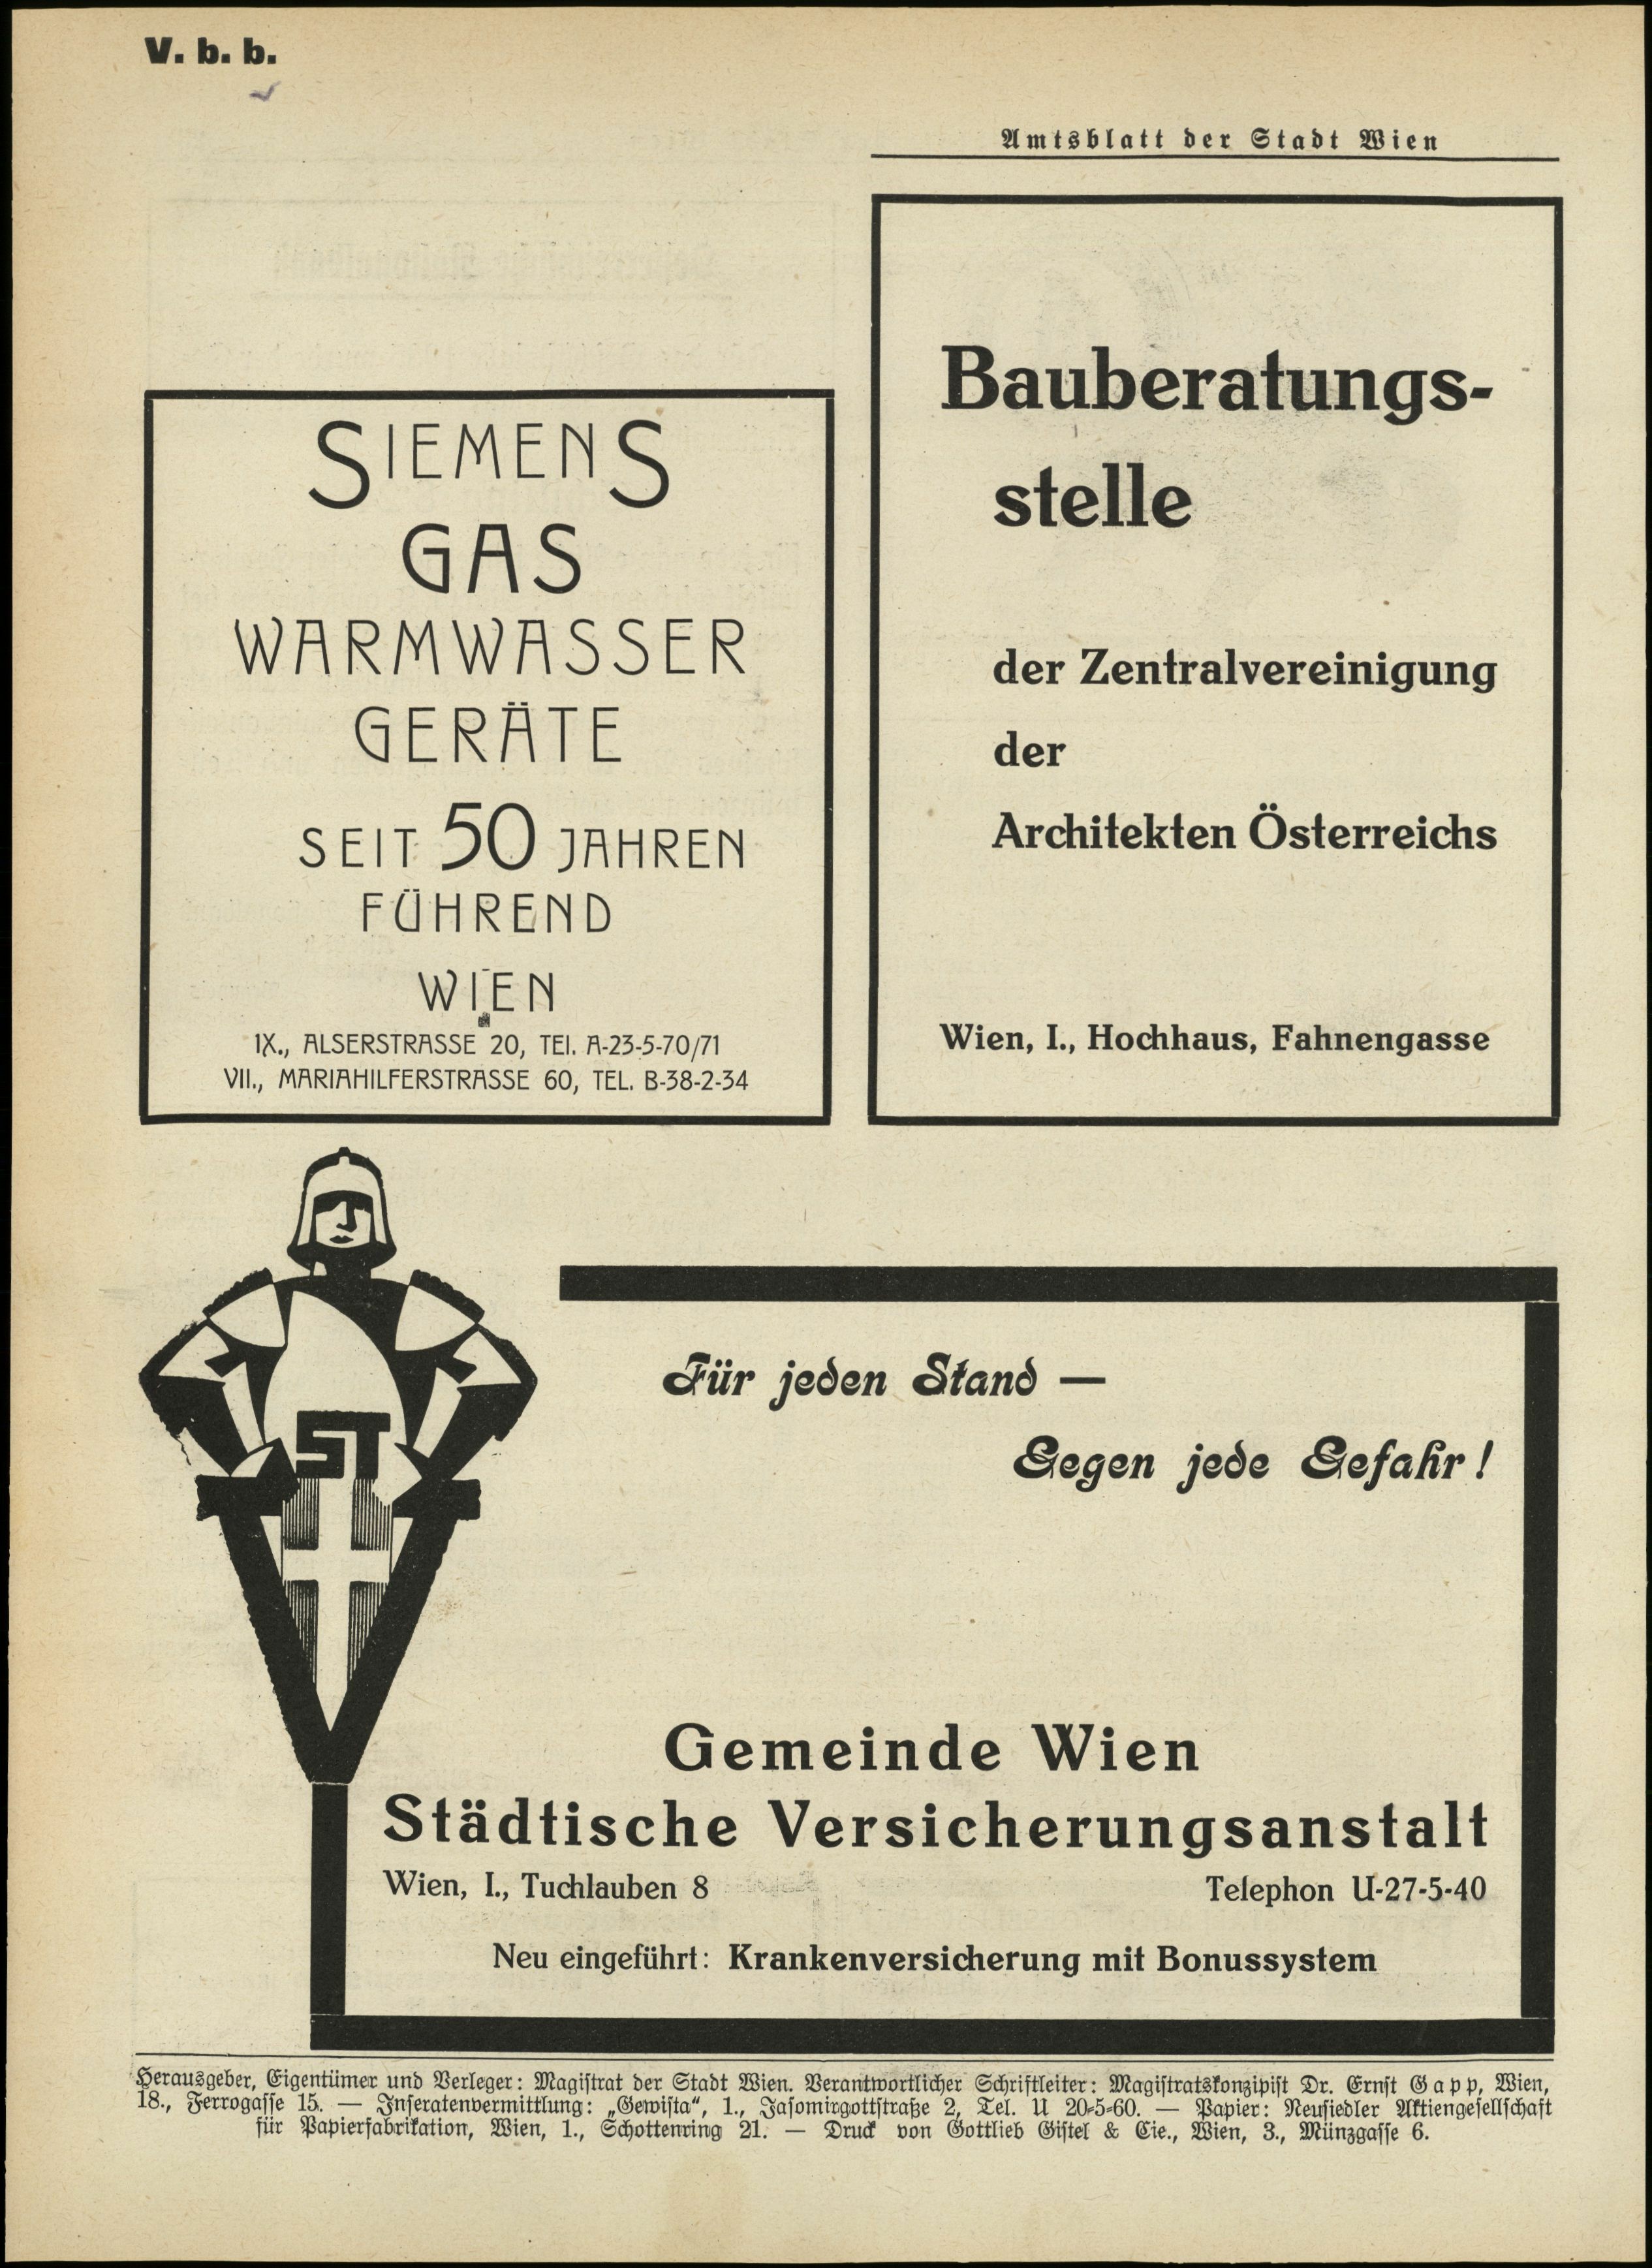 V. b. b.
Amtsblatt der Stadt Wien
SIEMENS
GAS
WARMWASSER
GERÄTE
SEIT 50 JAHREN
FÜHREND
WIEN
IX., ALSERSTRASSE 20, TEl. A-23-5-70/71
VII., MARIAHILFERSTRASSE 60, TEL. B-38-2-34
Bauberatungs-
stelle
der Zentralvereinigung
der
Architekten Österreichs
Wien, I., Hochhaus, Fahnengasse
ST
Für jeden Stand —
Gegen jede Gefahr!
Gemeinde Wien
Städtische Versicherungsanstalt
Wien, I., Tuchlauben 8 Telephon U-27-5-40
Neu eingeführt: Krankenversicherung mit Bonussystem
Herausgeber, Eigentümer und Verleger: Magistrat der Stadt Wien. Verantwortlicher Schriftleiter: Magistratskonzipist Dr. Ernst Gapp, Wien,
18., Ferrogasse 15. — Inseratenvermittlung: „Gewista“, 1., Jasomirgottstraße 2, Tel. U 20-5-60. — Papier: Neusiedler Aktiengesellschaft
für Papierfabrikation, Wien, 1., Schottenring 21. — Druck von Gottlieb Gistel & Cie., Wien, 3., Münzgasse 6.